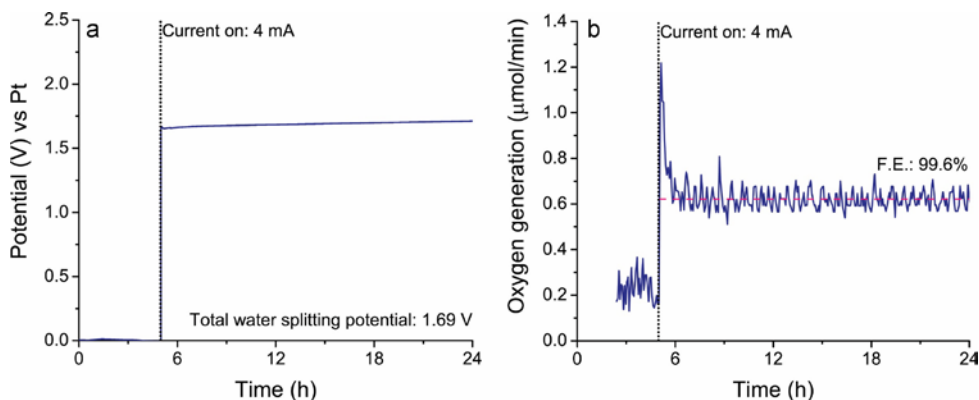 a
Current on: 4 mA
2.5
2.0
1.5
1.0
0.5
0.0
Potential (V) vs Pt
Total water splitting potential: 1.69 V
0 6 12 18 24
Time (h)
b
Current on: 4 mA
1.4
1.2
1.0
0.8
0.6
0.4
0.2
0.0
Oxygen generation (μmol/min)
F.E.: 99.6%
0 6 12 18 24
Time (h)